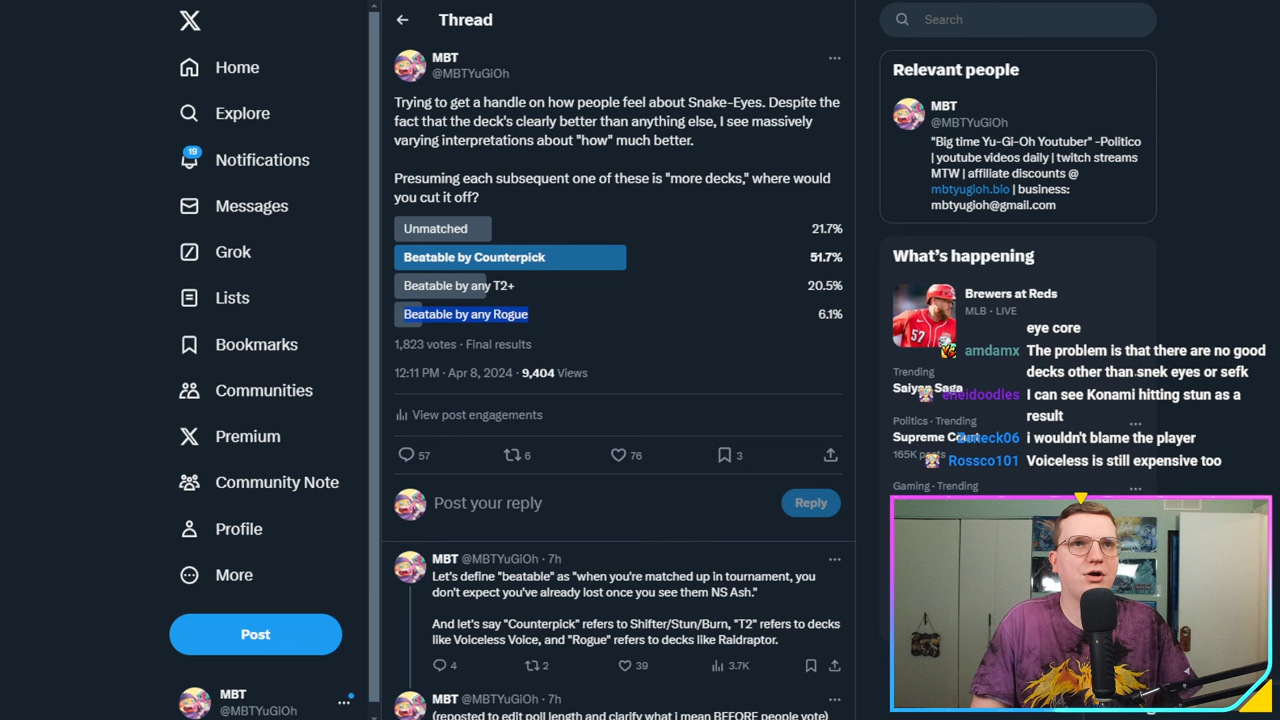 Home
Explore
19
Notifications
Messages
Grok
Lists
Bookmarks
Communities
Premium
Community Note
Profile
More
Post
MBT
@MBTYuGiOh
Thread
MBT
@MBTYuGiOh
Trying to get a handle on how people feel about Snake-Eyes. Despite the
fact that the deck's clearly better than anything else, I see massively
varying interpretations about "how" much better.
Presuming each subsequent one of these is "more decks," where would
you cut it off?
Unmatched 21.7%
Beatable by Counterpick 51.7%
Beatable by any T2+ 20.5%
Beatable by any Rogue 6.1%
1,823 votes · Final results
12:11 PM · Apr 8, 2024 · 9,404 Views
View post engagements
57 6 76 3
Post your reply
Reply
MBT @MBTYuGiOh · 7h
Let's define "beatable" as "when you're matched up in tournament, you
don't expect you've already lost once you see them NS Ash."
And let's say "Counterpick" refers to Shifter/Stun/Burn, "T2" refers to decks
like Voiceless Voice, and "Rogue" refers to decks like Raidraptor.
4 2 39 3.7K
MBT @MBTYuGiOh · 7h
(reposted to edit poll length and clarify what i mean BEFORE people vote)
Search
Relevant people
MBT
@MBTYuGiOh
"Big time Yu-Gi-Oh Youtuber" -Politico
| youtube videos daily | twitch streams
MTW | affiliate discounts @
mbtyugioh.bio | business:
mbtyugioh@gmail.com
What's happening
Brewers at Reds
MLB · LIVE
57
eye core
amdamx The problem is that there are no good
decks other than snek eyes or sefk
Trending
Saiyan Saga
eneidoodles I can see Konami hitting stun as a
result
Politics · Trending
Supreme Court
Zeneck06 i wouldn't blame the player
165K posts
Rossco101 Voiceless is still expensive too
Gaming · Trending